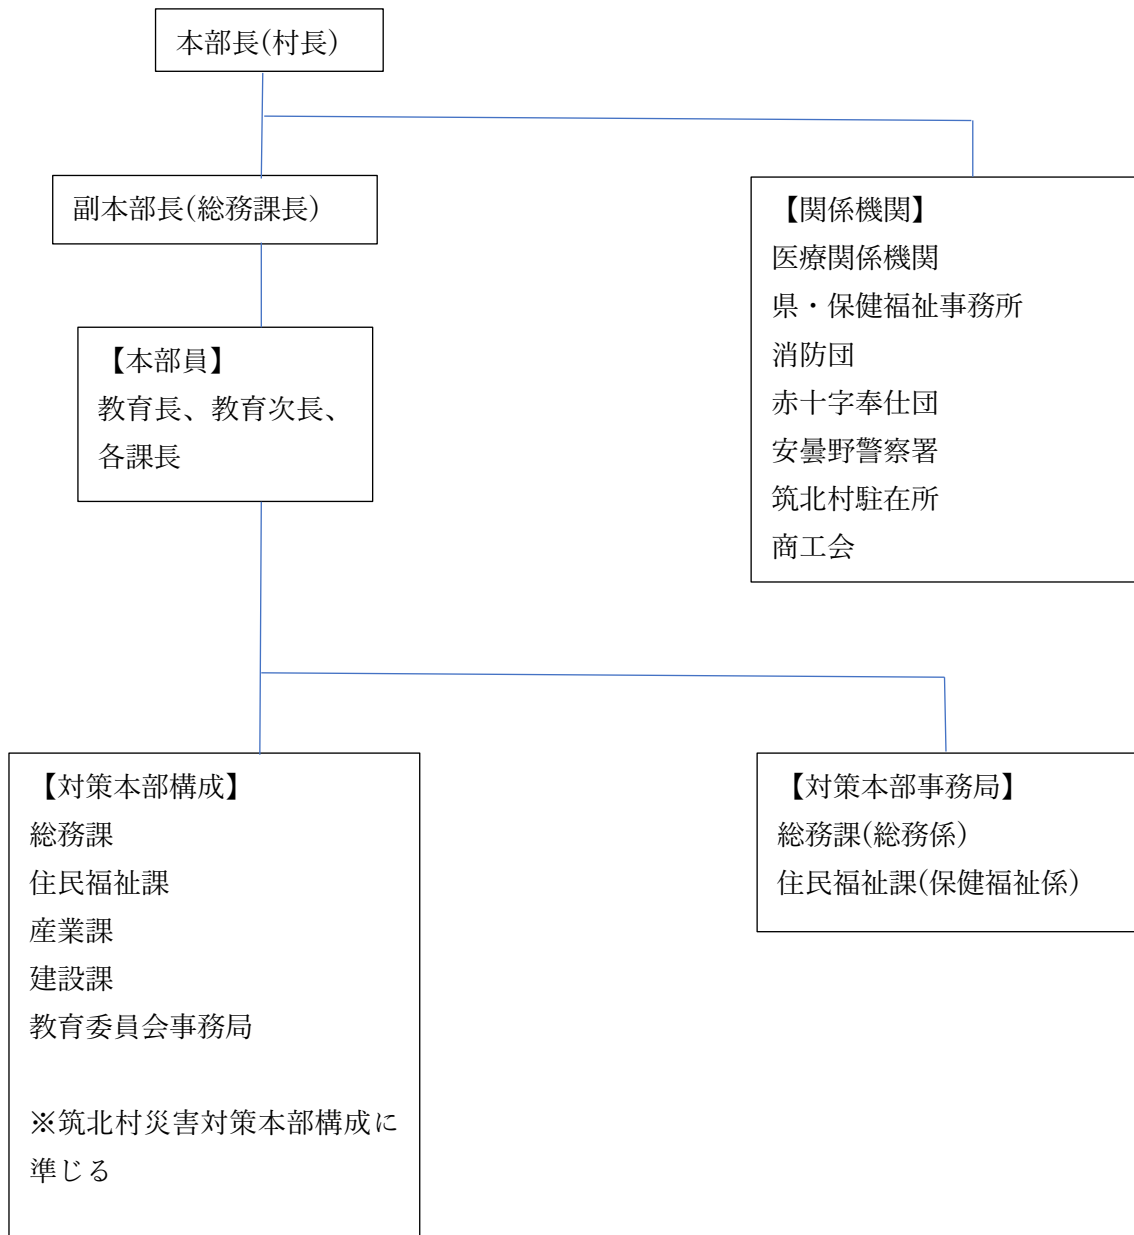 本部長(村長)
副本部長(総務課長)
【関係機関】
医療関係機関
県・保健福祉事務所
消防団
赤十字奉仕団
安曇野警察署
筑北村駐在所
商工会
【本部員】
教育長、教育次長、
各課長
【対策本部構成】
総務課
住民福祉課
産業課
建設課
教育委員会事務局
※筑北村災害対策本部構成に
準じる
【対策本部事務局】
総務課(総務係)
住民福祉課(保健福祉係)